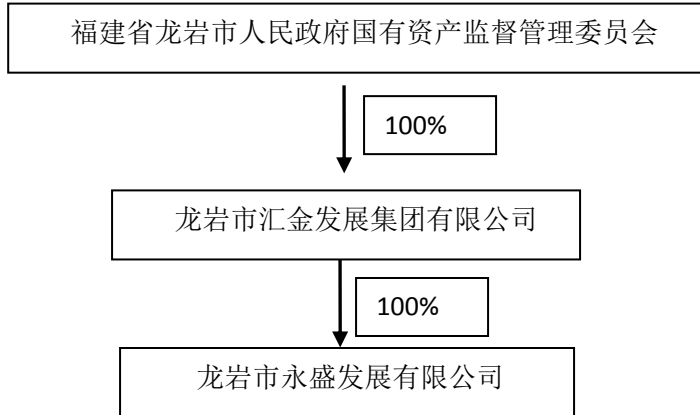 福建省龙岩市人民政府国有资产监督管理委员会
100%
龙岩市汇金发展集团有限公司
100%
龙岩市永盛发展有限公司